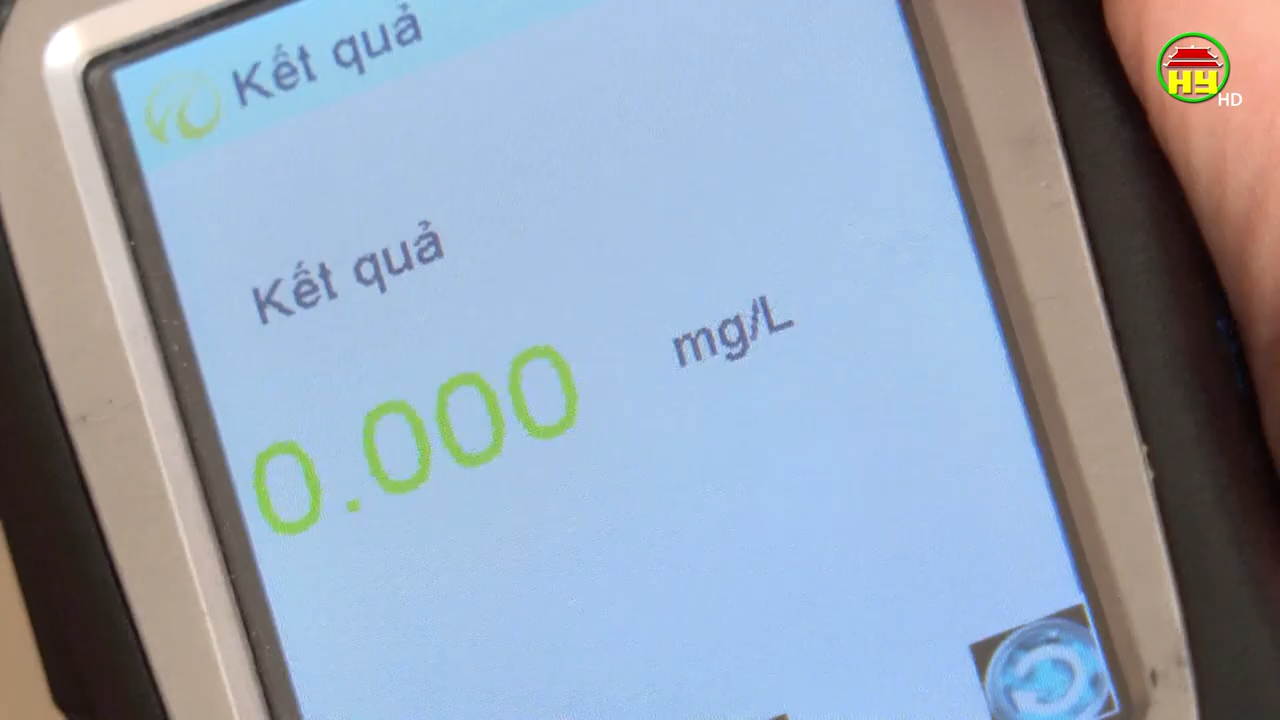 Kết quả
HY
HD
Kết quả
mg/L
0.000